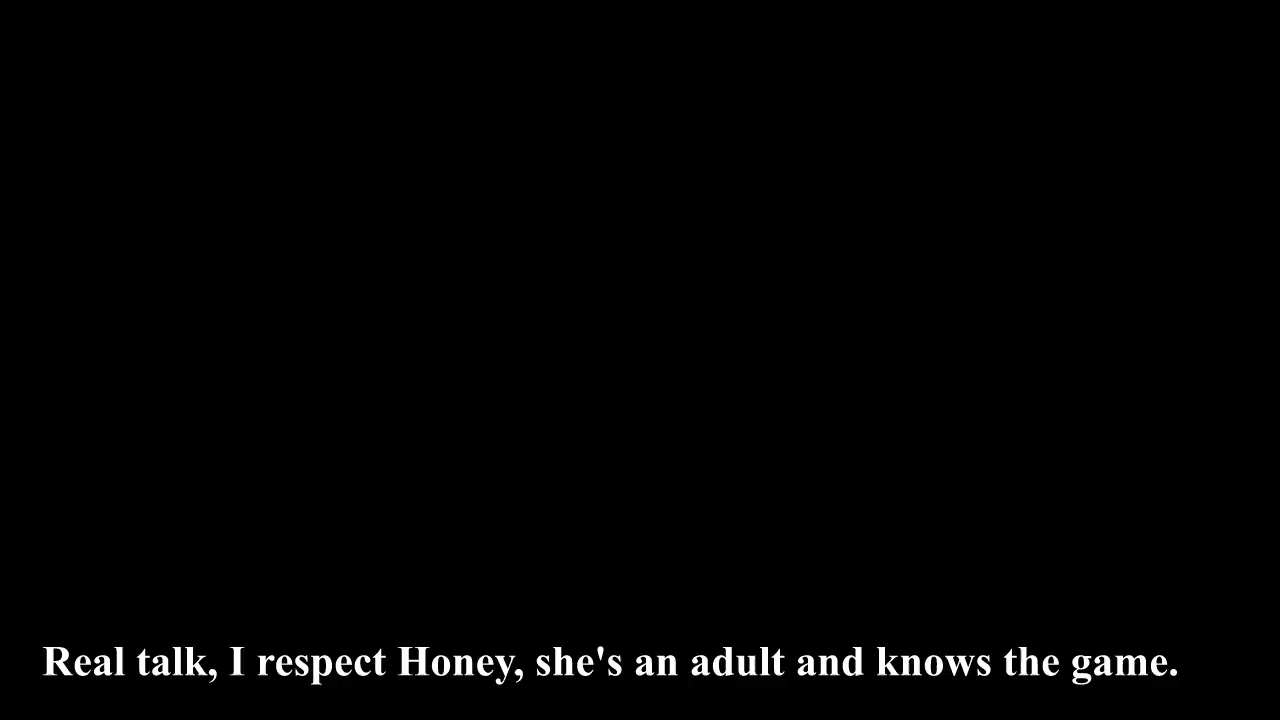 Real talk, I respect Honey, she's an adult and knows the game.